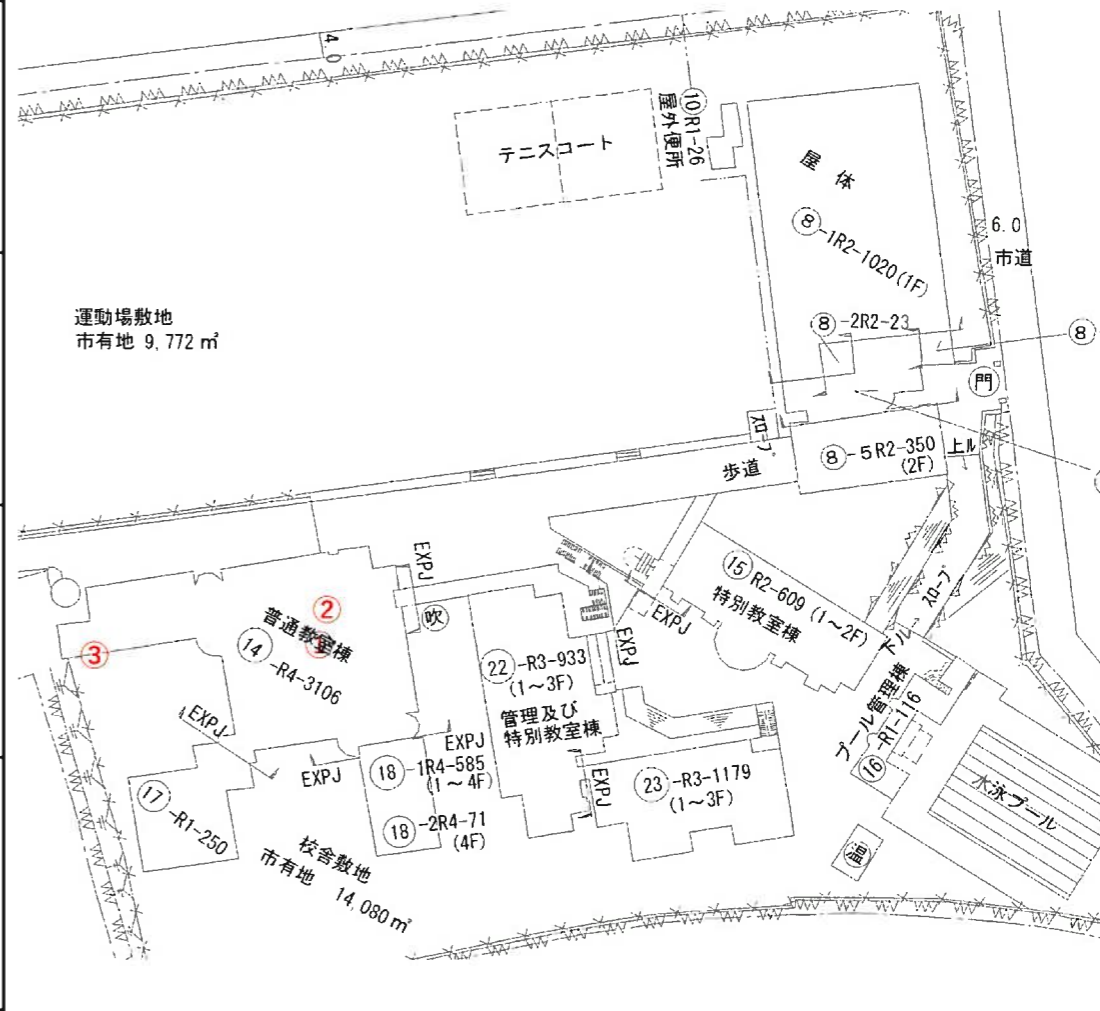 4.0
テニスコート
⑩R1-26
屋外便所
屋体
⑧-1R2-1020(1F)
6.0
市道
運動場敷地
市有地 9,772㎡
⑧-2R2-23
⑧
門
スロープ
歩道
⑧-5R2-350
(2F)
上ル
EXPJ
吹
⑮R2-609(1~2F)
特別教室棟
EXPJ
EXPJ
下ル
スロープ
②
普通教室棟
③
⑭-R4-3106
㉒-R3-933
(1~3F)
管理及び
特別教室棟
プール管理棟
⑯-R1-116
水泳プール
EXPJ
EXPJ
EXPJ
⑱-1R4-585
(1~4F)
⑱-2R4-71
(4F)
EXPJ
㉓-R3-1179
(1~3F)
⑰-R1-250
校舎敷地
市有地 14,080㎡